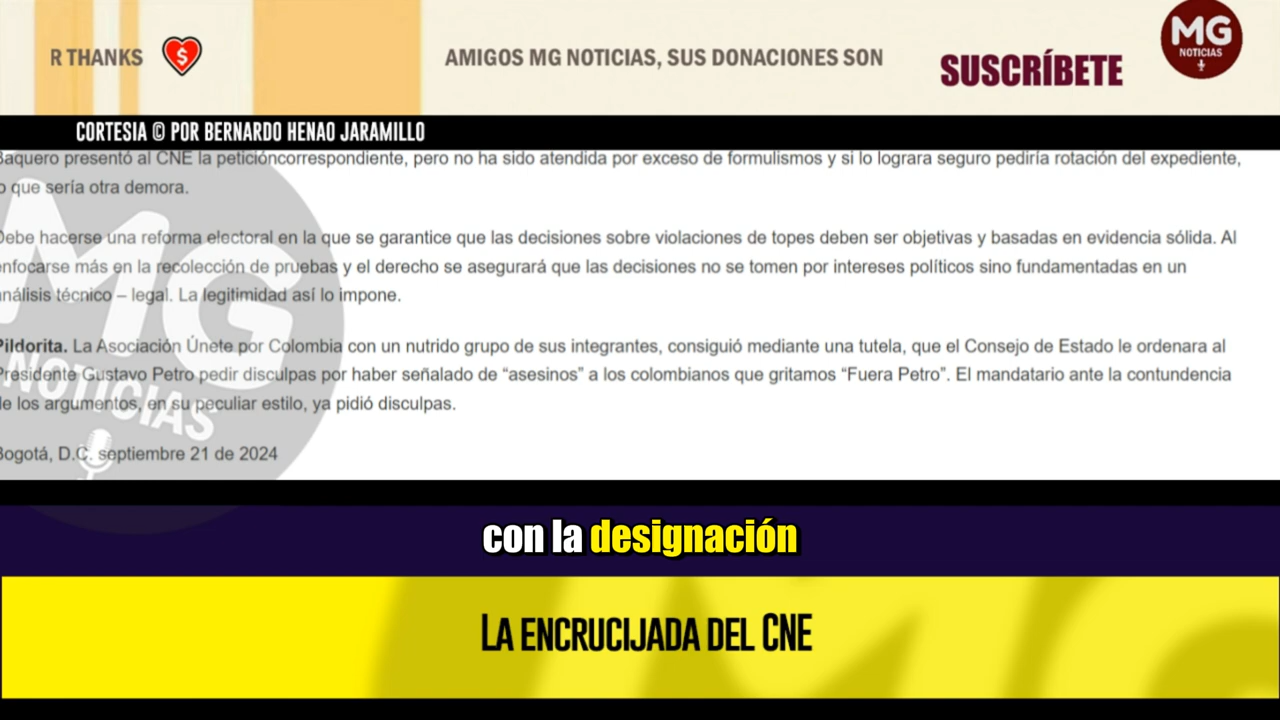 R THANKS
AMIGOS MG NOTICIAS, SUS DONACIONES SON
SUSCRÍBETE
MG
NOTICIAS
CORTESIA © POR BERNARDO HENAO JARAMILLO
Baquero presentó al CNE la peticióncorrespondiente, pero no ha sido atendida por exceso de formulismos y si lo lograra seguro pediría rotación del expediente,
lo que sería otra demora.
Debe hacerse una reforma electoral en la que se garantice que las decisiones sobre violaciones de topes deben ser objetivas y basadas en evidencia sólida. Al
enfocarse más en la recolección de pruebas y el derecho se asegurará que las decisiones no se tomen por intereses políticos sino fundamentadas en un
análisis técnico – legal. La legitimidad así lo impone.
Pildorita. La Asociación Únete por Colombia con un nutrido grupo de sus integrantes, consiguió mediante una tutela, que el Consejo de Estado le ordenara al
Presidente Gustavo Petro pedir disculpas por haber señalado de “asesinos” a los colombianos que gritamos “Fuera Petro”. El mandatario ante la contundencia
de los argumentos, en su peculiar estilo, ya pidió disculpas.
Bogotá, D.C. septiembre 21 de 2024
MG
NOTICIAS
con la designación
LA ENCRUCIJADA DEL CNE